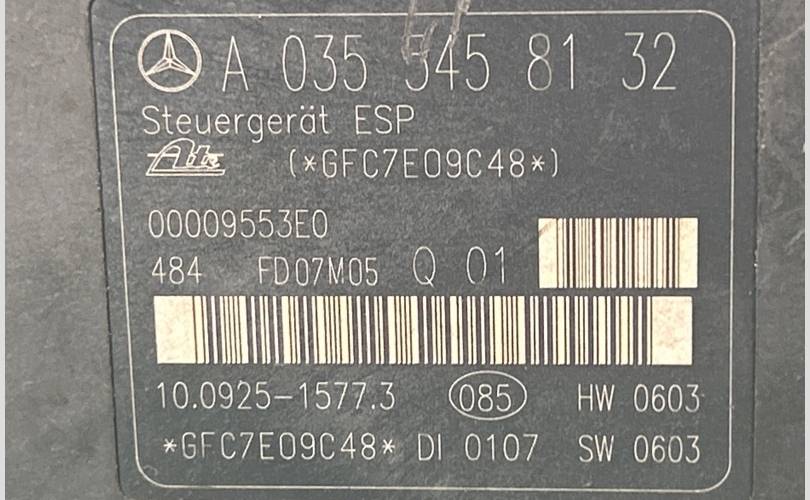 A 035 545 81 32
Steuergerät ESP
Ate (*GFC7E09C48*)
00009553E0
484 FD07M05 Q 01
10.0925-1577.3 085 HW 0603
*GFC7E09C48* DI 0107 SW 0603